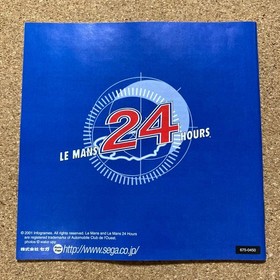 LE MANS 24 HOURS
© 2001 Infogrames. All rights reserved. Le Mans and Le Mans 24 Hours
are registered trademarks of Automobile Club de l'Ouest.
株式会社 セガ http://www.sega.co.jp/
670-0450